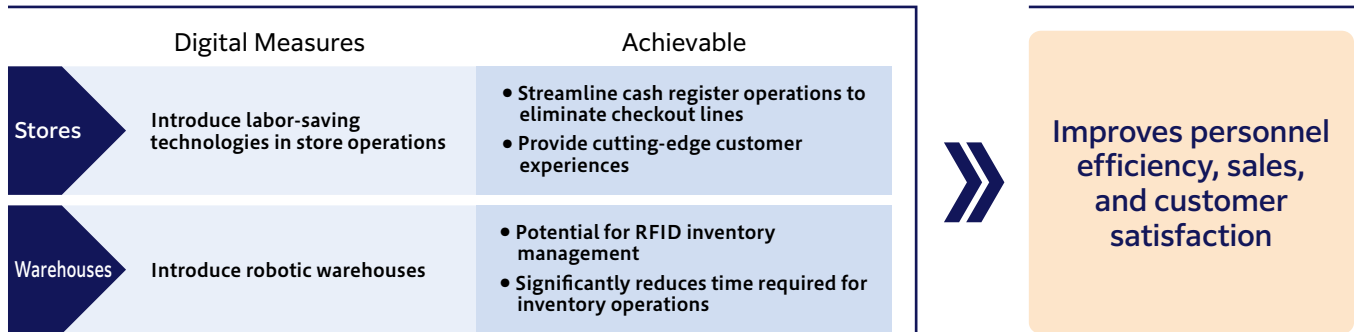 Digital Measures
Achievable
Stores
Introduce labor-saving
technologies in store operations
• Streamline cash register operations to
eliminate checkout lines
• Provide cutting-edge customer
experiences
Warehouses
Introduce robotic warehouses
• Potential for RFID inventory
management
• Significantly reduces time required for
inventory operations
Improves personnel
efficiency, sales,
and customer
satisfaction